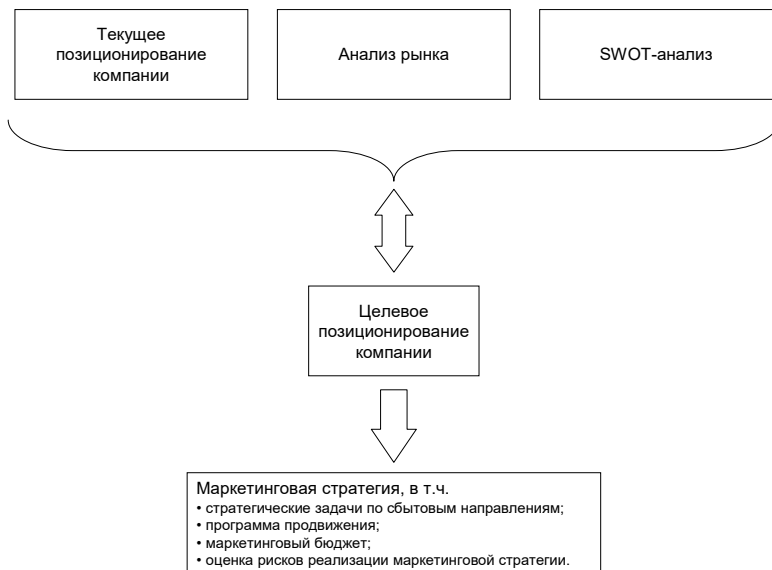 Текущее
позиционирование
компании
Анализ рынка
SWOT-анализ
Целевое
позиционирование
компании
Маркетинговая стратегия, в т.ч.
• стратегические задачи по сбытовым направлениям;
• программа продвижения;
• маркетинговый бюджет;
• оценка рисков реализации маркетинговой стратегии.